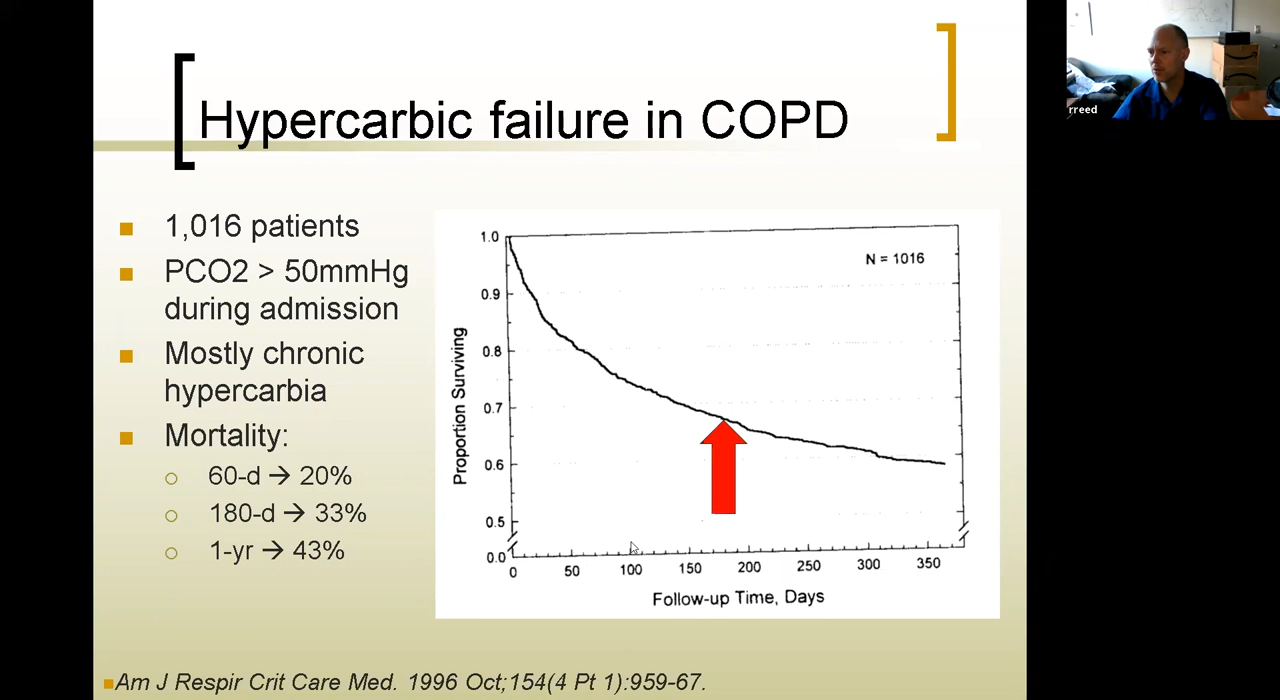 Hypercarbic failure in COPD
rreed
1,016 patients
PCO2 > 50mmHg
during admission
Mostly chronic
hypercarbia
Mortality:
60-d → 20%
180-d → 33%
1-yr → 43%
N = 1016
Proportion Surviving
1.0
0.9
0.8
0.7
0.6
0.5
0.0
0 50 100 150 200 250 300 350
Follow-up Time, Days
Am J Respir Crit Care Med. 1996 Oct;154(4 Pt 1):959-67.